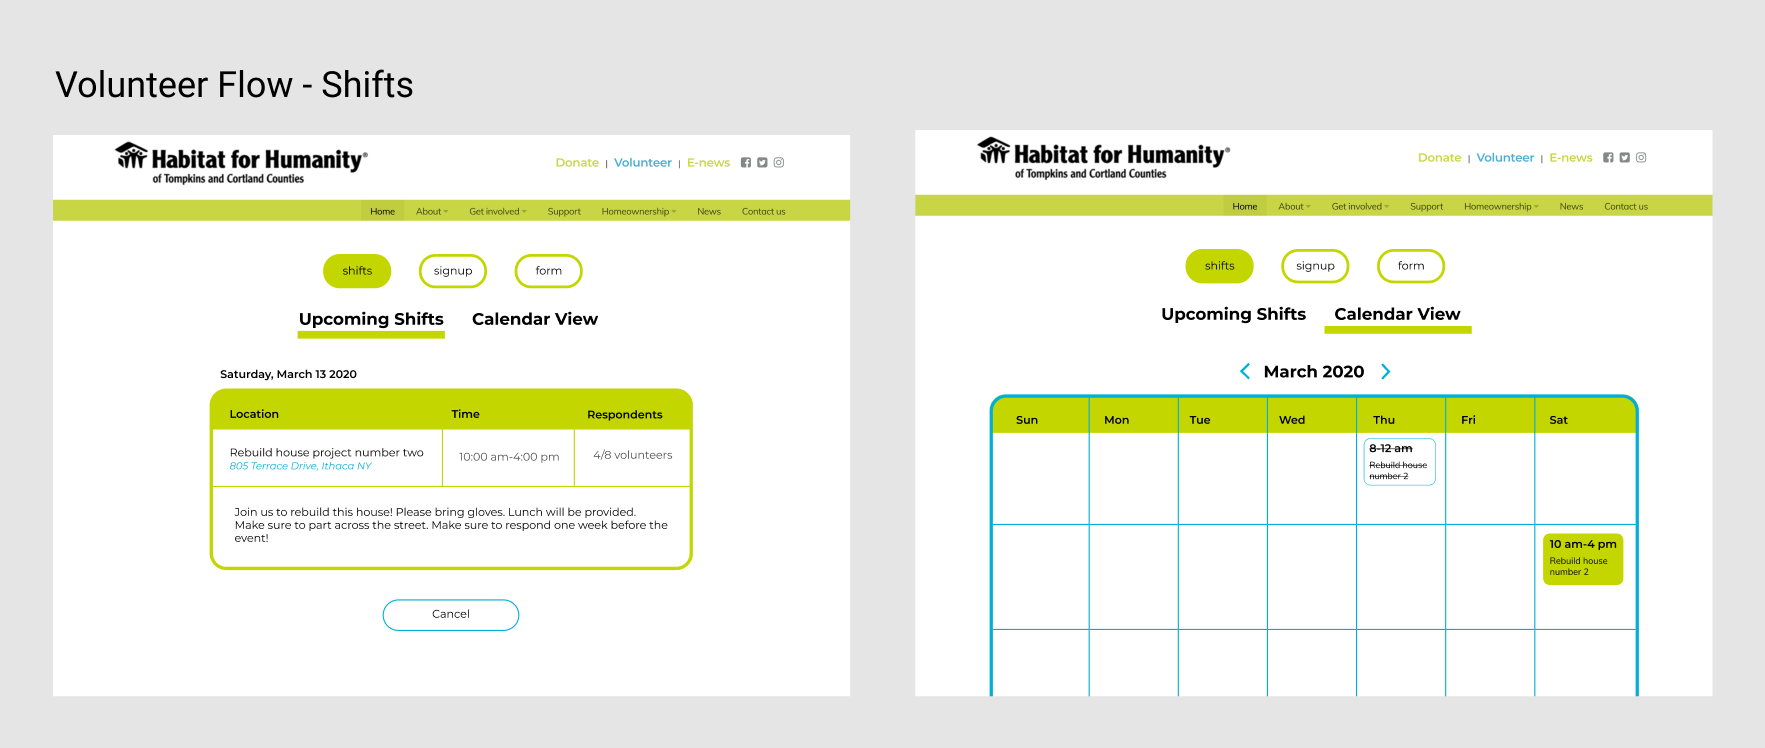 Volunteer Flow - Shifts
Habitat for Humanity®
of Tompkins and Cortland Counties
Donate | Volunteer | E-news
Home About Get involved Support Homeownership News Contact us
shifts signup form
Upcoming Shifts Calendar View
Saturday, March 13 2020
Location Time Respondents
Rebuild house project number two
805 Terrace Drive, Ithaca NY
10:00 am-4:00 pm
4/8 volunteers
Join us to rebuild this house! Please bring gloves. Lunch will be provided.
Make sure to part across the street. Make sure to respond one week before the
event!
Cancel
Habitat for Humanity®
of Tompkins and Cortland Counties
Donate | Volunteer | E-news
Home About Get involved Support Homeownership News Contact us
shifts signup form
Upcoming Shifts Calendar View
March 2020
Sun Mon Tue Wed Thu Fri Sat
8-12 am
Rebuild house
number 2
10 am-4 pm
Rebuild house
number 2